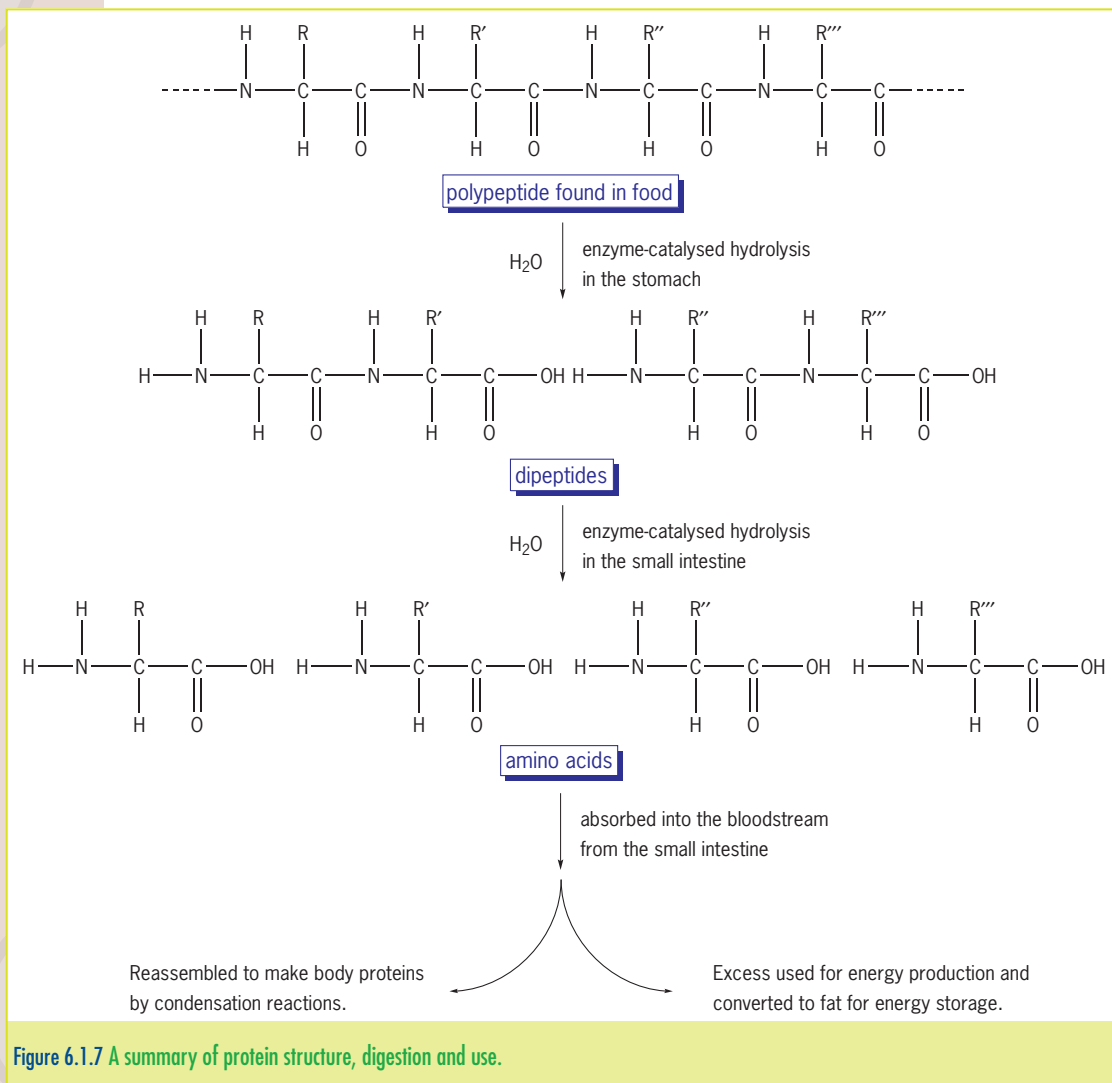 H R H R′ H R″ H R‴
N C C N C C N C C N C C
H O H O H O H O
polypeptide found in food
H₂O
enzyme-catalysed hydrolysis
in the stomach
H R H R′ H R″ H R‴
H N C C N C C OH H N C C N C C OH
H O H O H O H O
dipeptides
H₂O
enzyme-catalysed hydrolysis
in the small intestine
H R H R′ H R″ H R‴
H N C C OH H N C C OH H N C C OH H N C C OH
H O H O H O H O
amino acids
absorbed into the bloodstream
from the small intestine
Reassembled to make body proteins
by condensation reactions.
Excess used for energy production and
converted to fat for energy storage.
Figure 6.1.7 A summary of protein structure, digestion and use.